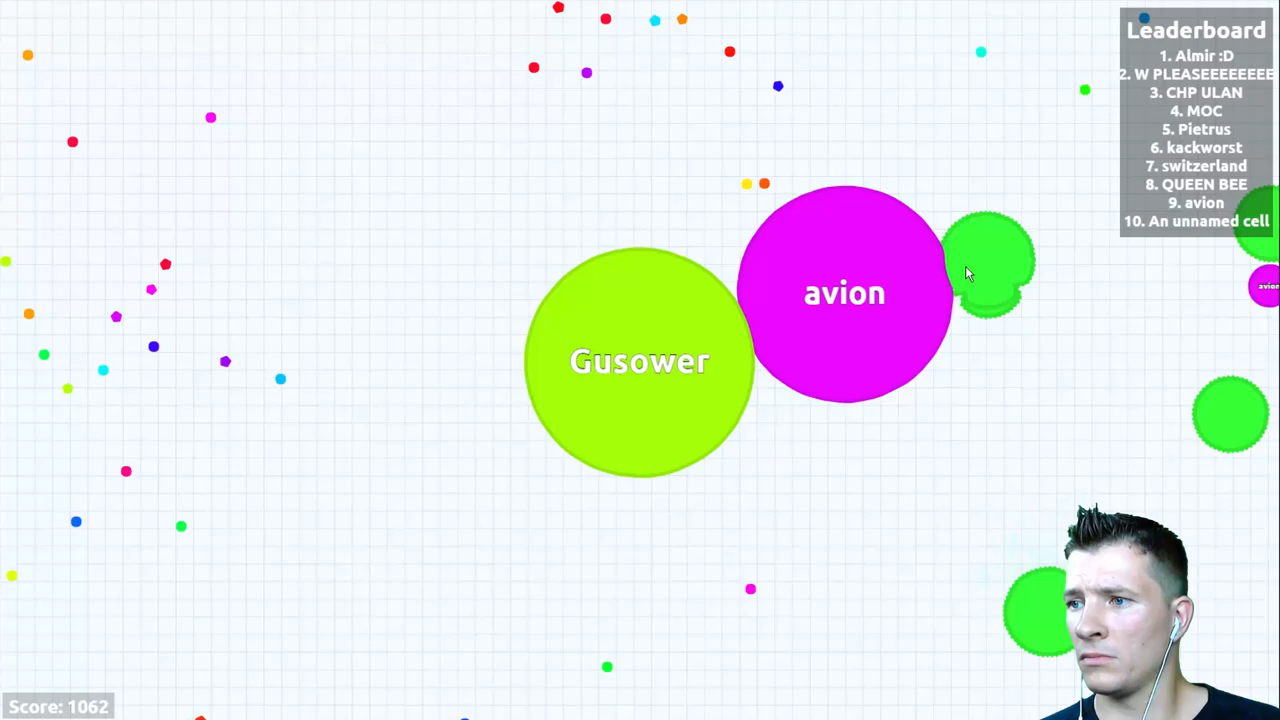 Leaderboard
1. Almir :D
2. W PLEASEEEEEEEE
3. CHP ULAN
4. MOC
5. Pietrus
6. kackworst
7. switzerland
8. QUEEN BEE
9. avion
10. An unnamed cell
avion
avion
Gusower
Score: 1062